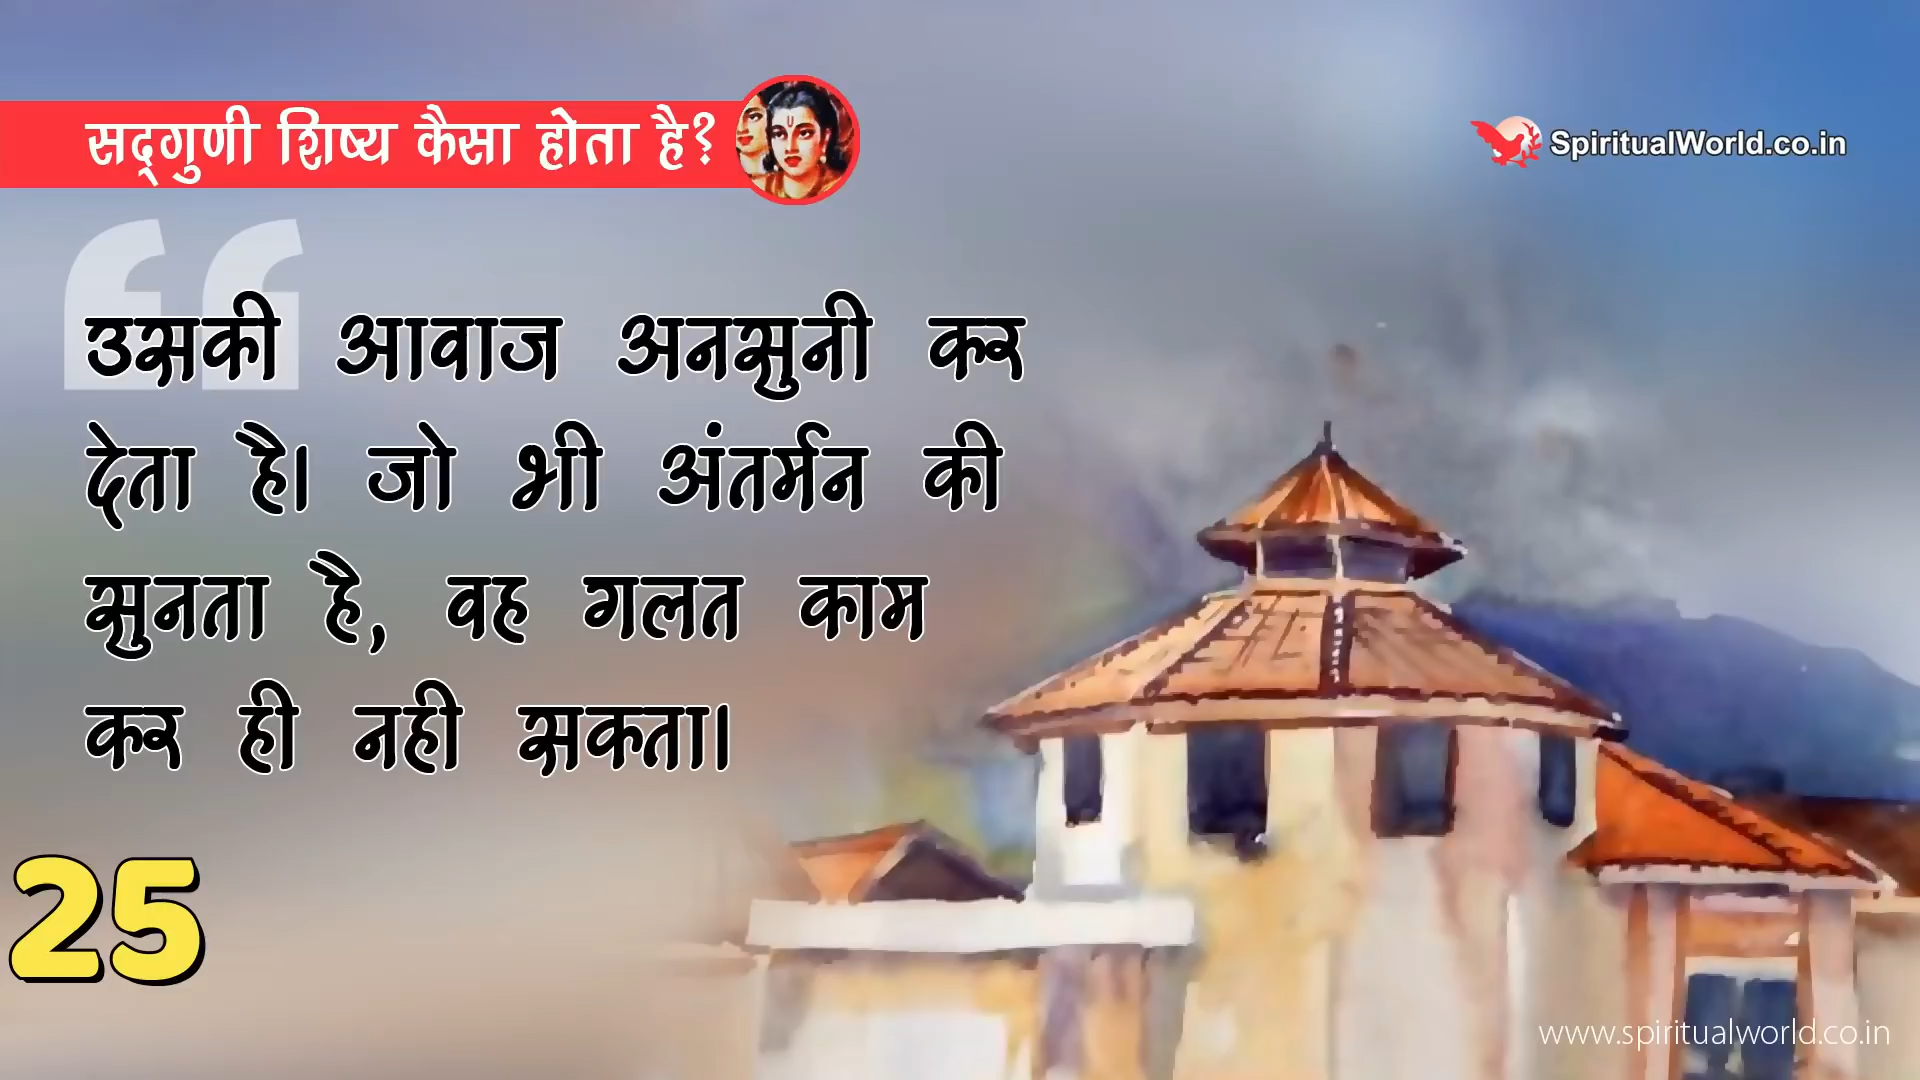 सद्गुणी शिष्य कैसा होता है?
SpiritualWorld.co.in
उसकी आवाज अनसुनी कर
देता है। जो भी अंतर्मन की
सुनता है, वह गलत काम
कर ही नही सकता।
25
www.spiritualworld.co.in